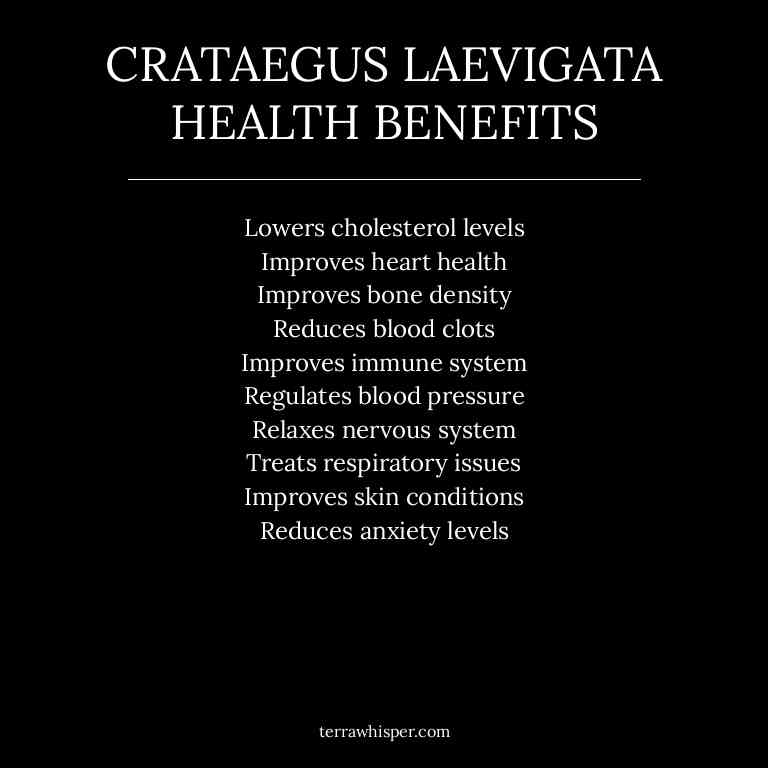 CRATAEGUS LAEVIGATA
HEALTH BENEFITS
Lowers cholesterol levels
Improves heart health
Improves bone density
Reduces blood clots
Improves immune system
Regulates blood pressure
Relaxes nervous system
Treats respiratory issues
Improves skin conditions
Reduces anxiety levels
terrawhisper.com